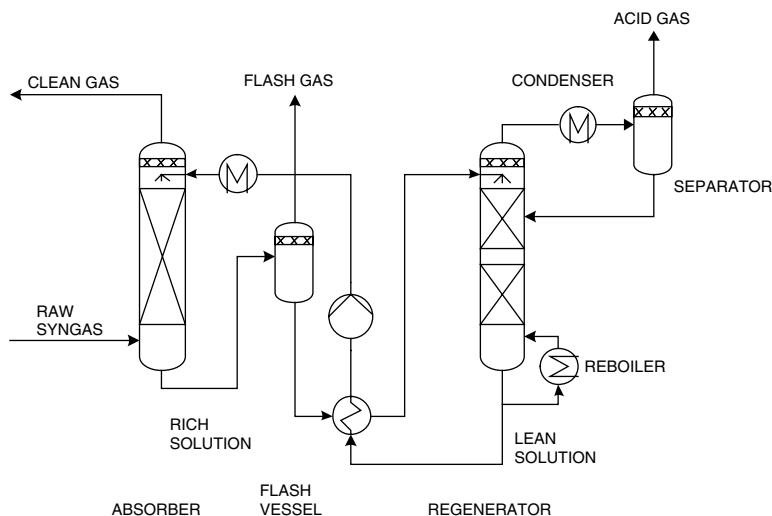 ACID GAS
CLEAN GAS
FLASH GAS
CONDENSER
SEPARATOR
RAW
SYNGAS
REBOILER
RICH
SOLUTION
LEAN
SOLUTION
ABSORBER
FLASH
VESSEL
REGENERATOR